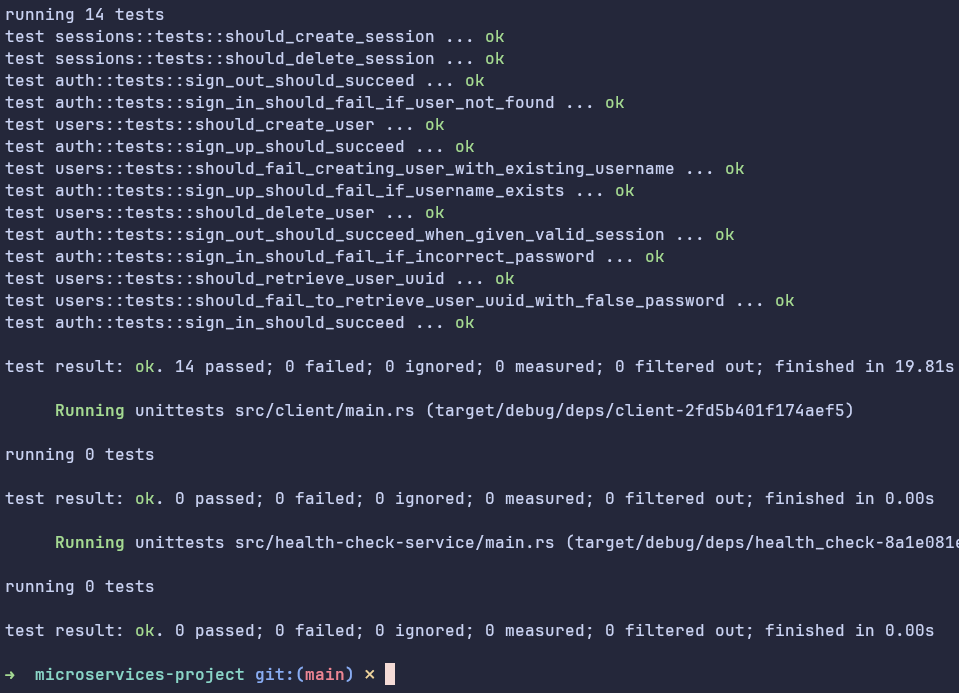 running 14 tests
test sessions::tests::should_create_session ... ok
test sessions::tests::should_delete_session ... ok
test auth::tests::sign_out_should_succeed ... ok
test auth::tests::sign_in_should_fail_if_user_not_found ... ok
test users::tests::should_create_user ... ok
test auth::tests::sign_up_should_succeed ... ok
test users::tests::should_fail_creating_user_with_existing_username ... ok
test auth::tests::sign_up_should_fail_if_username_exists ... ok
test users::tests::should_delete_user ... ok
test auth::tests::sign_out_should_succeed_when_given_valid_session ... ok
test auth::tests::sign_in_should_fail_if_incorrect_password ... ok
test users::tests::should_retrieve_user_uuid ... ok
test users::tests::should_fail_to_retrieve_user_uuid_with_false_password ... ok
test auth::tests::sign_in_should_succeed ... ok
test result: ok. 14 passed; 0 failed; 0 ignored; 0 measured; 0 filtered out; finished in 19.81s
Running unittests src/client/main.rs (target/debug/deps/client-2fd5b401f174aef5)
running 0 tests
test result: ok. 0 passed; 0 failed; 0 ignored; 0 measured; 0 filtered out; finished in 0.00s
Running unittests src/health-check-service/main.rs (target/debug/deps/health_check-8a1e081e
running 0 tests
test result: ok. 0 passed; 0 failed; 0 ignored; 0 measured; 0 filtered out; finished in 0.00s
➜ microservices-project git:(main) ✗